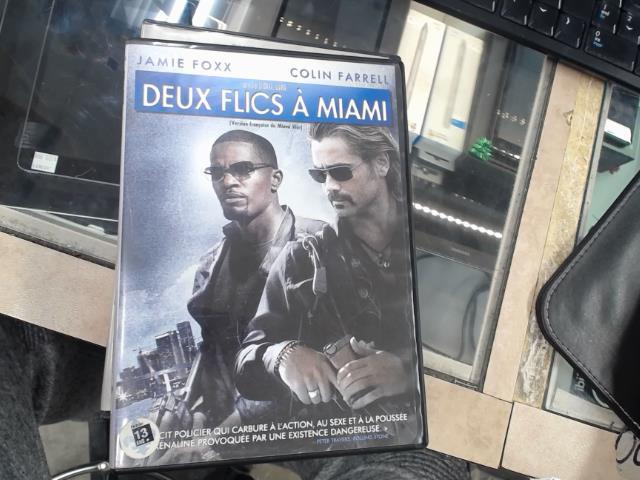 JAMIE FOXX
COLIN FARRELL
DEUX FLICS À MIAMI
(Version française de Miami Vice)
CIT POLICIER QUI CARBURE À L'ACTION, AU SEXE ET À LA POUSSÉE
RÉNALINE PROVOQUÉE PAR UNE EXISTENCE DANGEREUSE. »
PETER TRAVERS, ROLLING STONE
13